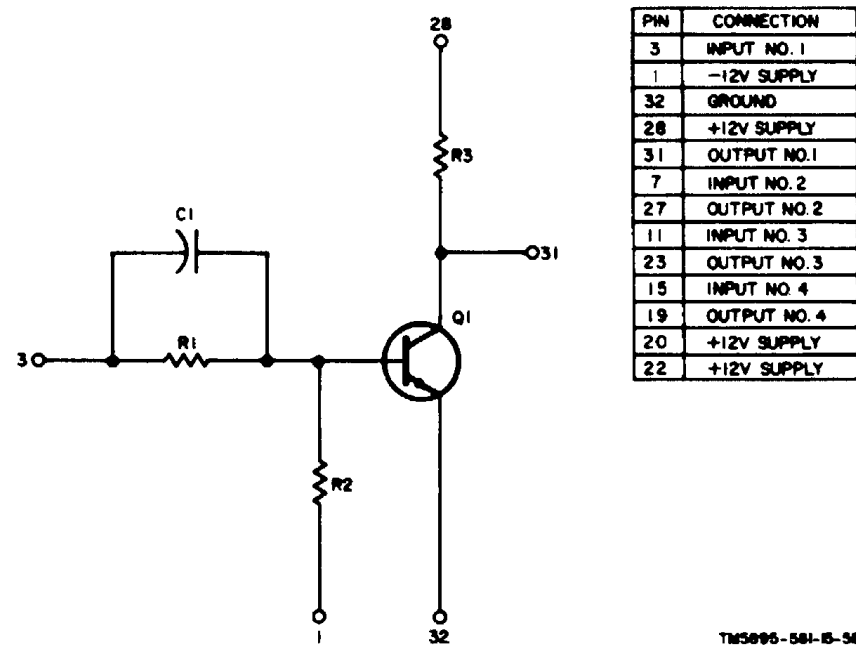 28
R3
C1
31
Q1
R1
3
R2
1
32
PIN CONNECTION
3 INPUT NO. 1
1 -12V SUPPLY
32 GROUND
28 +12V SUPPLY
31 OUTPUT NO. 1
7 INPUT NO. 2
27 OUTPUT NO. 2
11 INPUT NO. 3
23 OUTPUT NO. 3
15 INPUT NO. 4
19 OUTPUT NO. 4
20 +12V SUPPLY
22 +12V SUPPLY